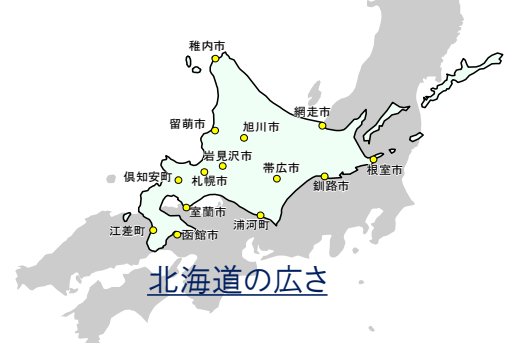 稚内市
網走市
留萌市
旭川市
岩見沢市
帯広市
根室市
倶知安町
札幌市
釧路市
室蘭市
浦河町
江差町
函館市
北海道の広さ